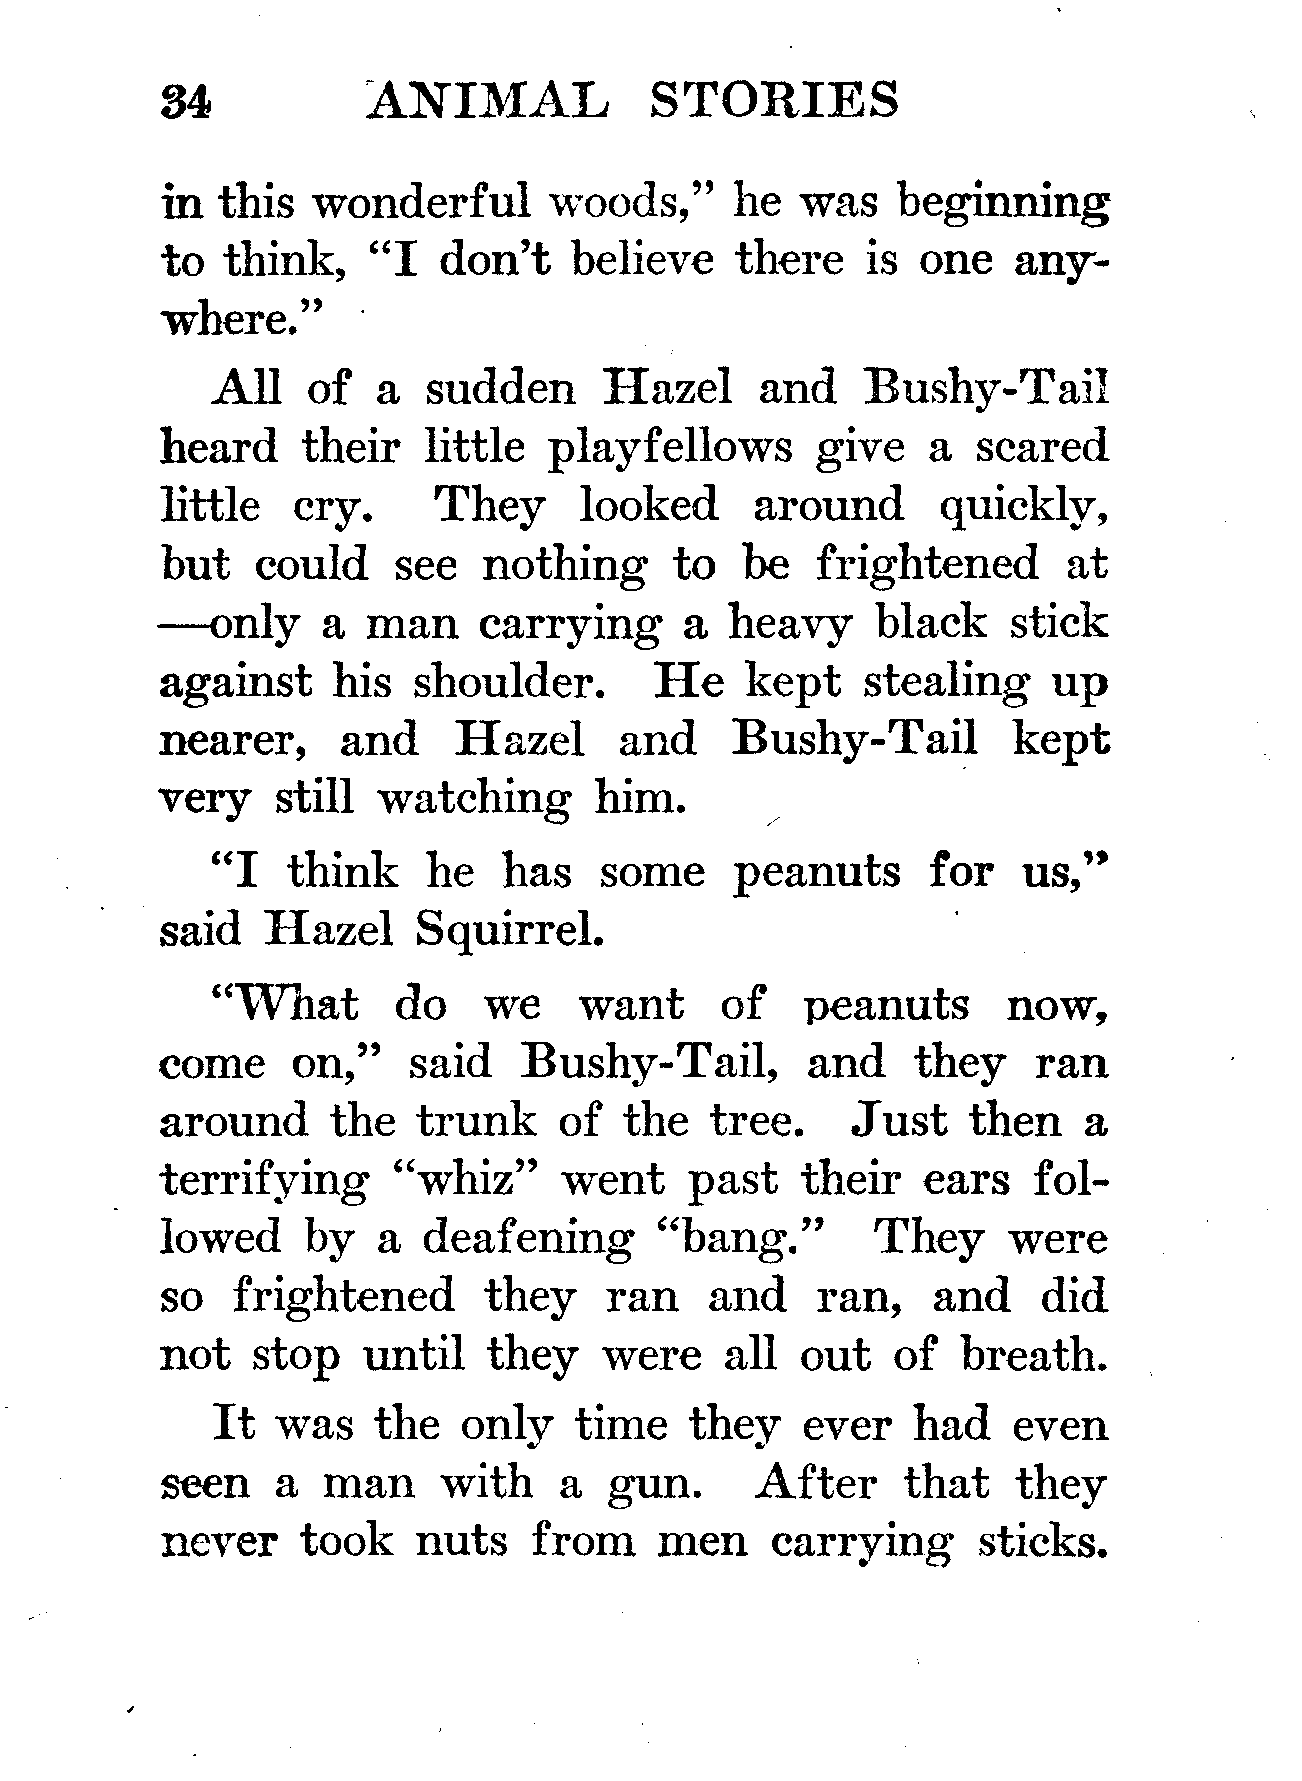 34 ANIMAL STORIES
in this wonderful woods,” he was beginning
to think, “I don’t believe there is one any-
where.”
All of a sudden Hazel and Bushy-Tail
heard their little playfellows give a scared
little cry. They looked around quickly,
but could see nothing to be frightened at
—only a man carrying a heavy black stick
against his shoulder. He kept stealing up
nearer, and Hazel and Bushy-Tail kept
very still watching him.
“I think he has some peanuts for us,”
said Hazel Squirrel.
“What do we want of peanuts now,
come on,” said Bushy-Tail, and they ran
around the trunk of the tree. Just then a
terrifying “whiz” went past their ears fol-
lowed by a deafening “bang.” They were
so frightened they ran and ran, and did
not stop until they were all out of breath.
It was the only time they ever had even
seen a man with a gun. After that they
never took nuts from men carrying sticks.